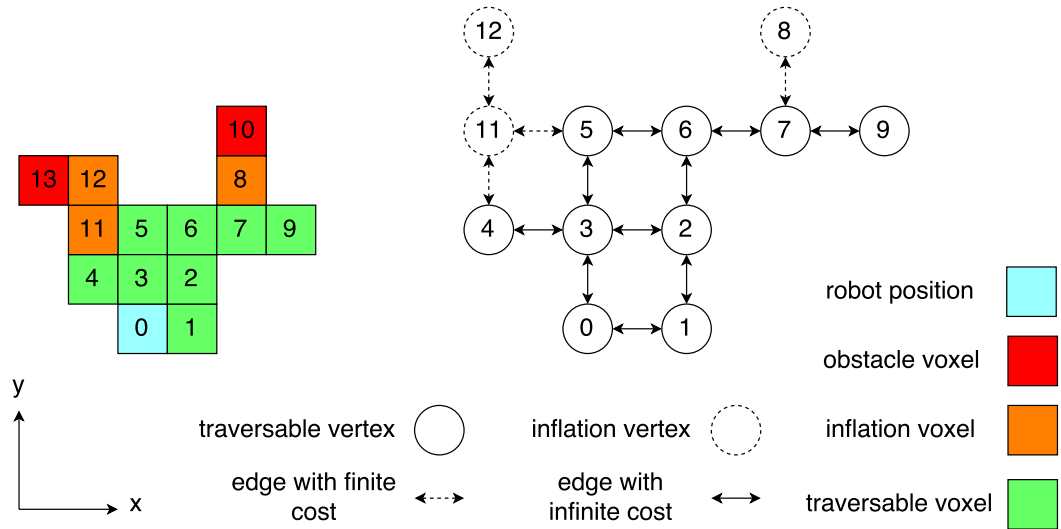 12 8
11 5 6 7 9
10
13 12 8
11 5 6 7 9
4 3 2
4 3 2
0 1
0 1
robot position
obstacle voxel
inflation voxel
traversable voxel
y
x
traversable vertex
inflation vertex
edge with finite
cost
edge with
infinite cost